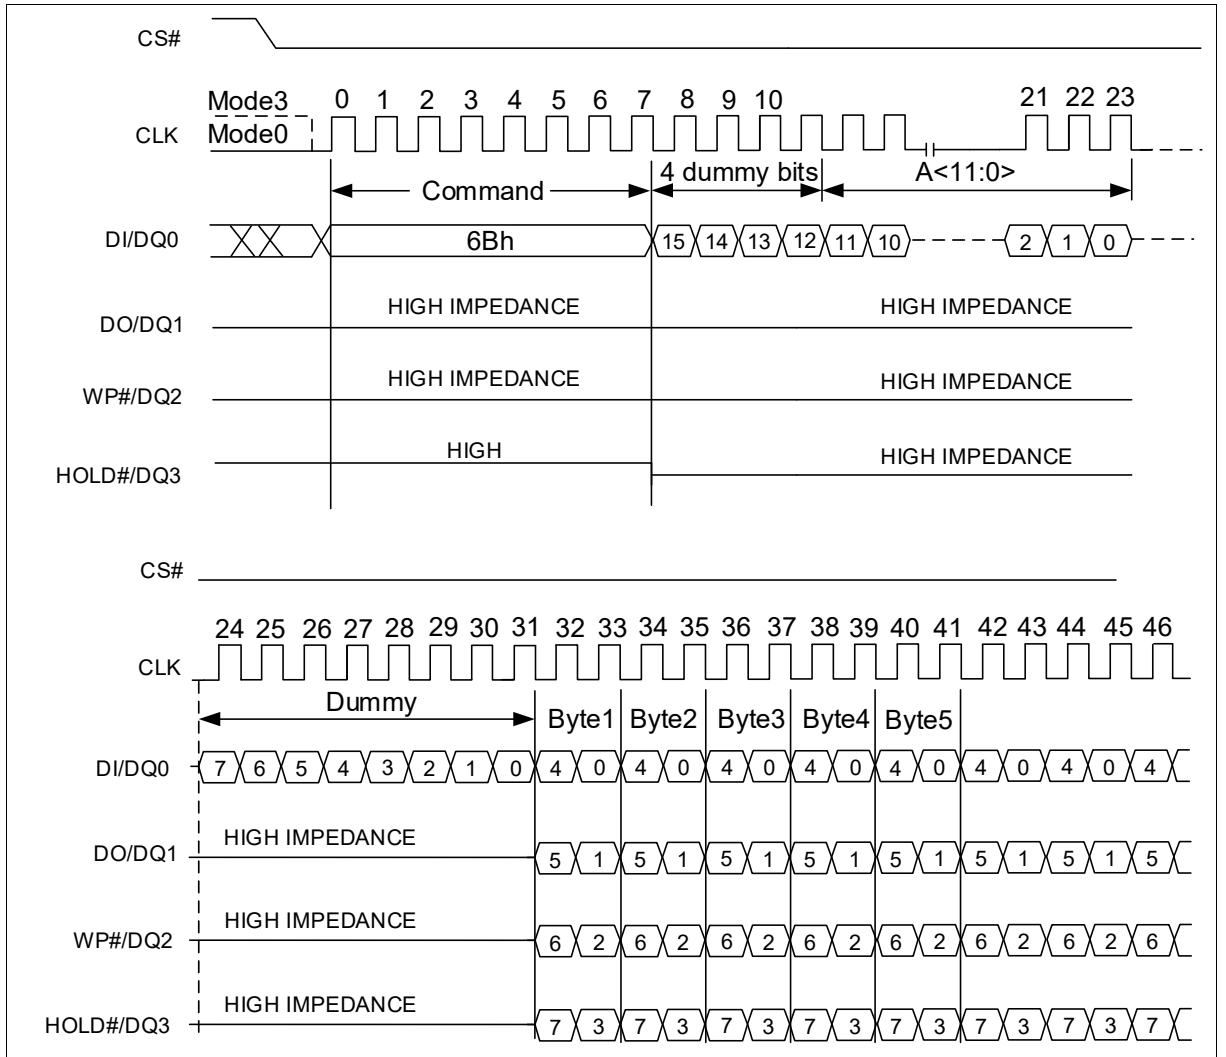 CS#
Mode3 0 1 2 3 4 5 6 7 8 9 10 21 22 23
CLK Mode0
Command 4 dummy bits A<11:0>
DI/DQ0 6Bh 15 14 13 12 11 10 2 1 0
HIGH IMPEDANCE HIGH IMPEDANCE
DO/DQ1
HIGH IMPEDANCE HIGH IMPEDANCE
WP#/DQ2
HIGH HIGH IMPEDANCE
HOLD#/DQ3
CS#
24 25 26 27 28 29 30 31 32 33 34 35 36 37 38 39 40 41 42 43 44 45 46
CLK
Dummy Byte1 Byte2 Byte3 Byte4 Byte5
DI/DQ0 7 6 5 4 3 2 1 0 4 0 4 0 4 0 4 0 4 0 4 0 4 0 4
HIGH IMPEDANCE
DO/DQ1 5 1 5 1 5 1 5 1 5 1 5 1 5 1 5
HIGH IMPEDANCE
WP#/DQ2 6 2 6 2 6 2 6 2 6 2 6 2 6 2 6
HIGH IMPEDANCE
HOLD#/DQ3 7 3 7 3 7 3 7 3 7 3 7 3 7 3 7